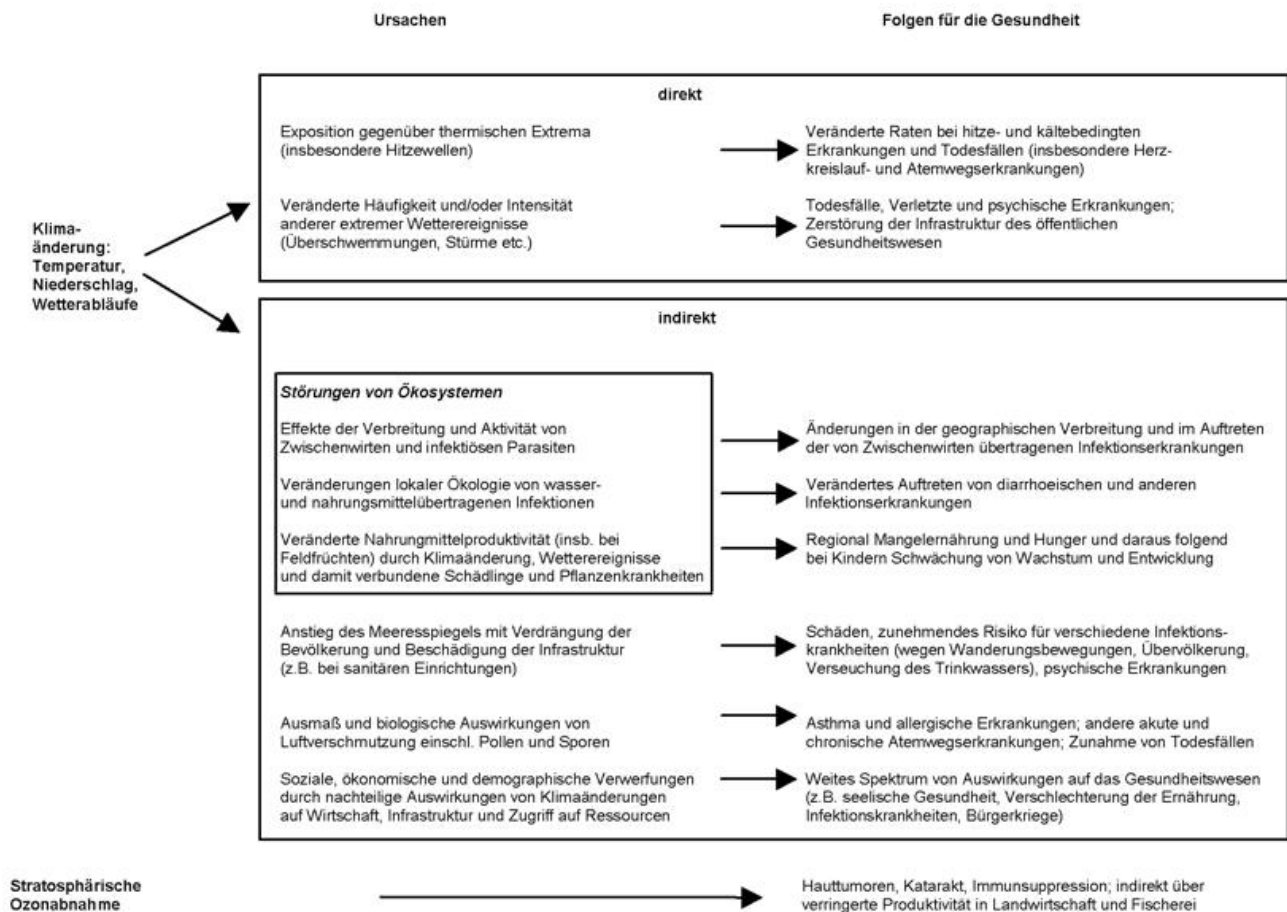 Ursachen
Folgen für die Gesundheit
Klima-
änderung:
Temperatur,
Niederschlag,
Wetterabläufe
direkt
Exposition gegenüber thermischen Extrema
(insbesondere Hitzewellen)
Veränderte Raten bei hitze- und kältebedingten
Erkrankungen und Todesfällen (insbesondere Herz-
kreislauf- und Atemwegserkrankungen)
Veränderte Häufigkeit und/oder Intensität
anderer extremer Wetterereignisse
(Überschwemmungen, Stürme etc.)
Todesfälle, Verletzte und psychische Erkrankungen;
Zerstörung der Infrastruktur des öffentlichen
Gesundheitswesen
indirekt
Störungen von Ökosystemen
Effekte der Verbreitung und Aktivität von
Zwischenwirten und infektiösen Parasiten
Änderungen in der geographischen Verbreitung und im Auftreten
der von Zwischenwirten übertragenen Infektionserkrankungen
Veränderungen lokaler Ökologie von wasser-
und nahrungsmittelübertragenen Infektionen
Verändertes Auftreten von diarrhoeischen und anderen
Infektionserkrankungen
Veränderte Nahrungmittelproduktivität (insb. bei
Feldfrüchten) durch Klimaänderung, Wetterereignisse
und damit verbundene Schädlinge und Pflanzenkrankheiten
Regional Mangelernährung und Hunger und daraus folgend
bei Kindern Schwächung von Wachstum und Entwicklung
Anstieg des Meeresspiegels mit Verdrängung der
Bevölkerung und Beschädigung der Infrastruktur
(z.B. bei sanitären Einrichtungen)
Schäden, zunehmendes Risiko für verschiedene Infektions-
krankheiten (wegen Wanderungsbewegungen, Übervölkerung,
Verseuchung des Trinkwassers), psychische Erkrankungen
Ausmaß und biologische Auswirkungen von
Luftverschmutzung einschl. Pollen und Sporen
Asthma und allergische Erkrankungen; andere akute und
chronische Atemwegserkrankungen; Zunahme von Todesfällen
Soziale, ökonomische und demographische Verwerfungen
durch nachteilige Auswirkungen von Klimaänderungen
auf Wirtschaft, Infrastruktur und Zugriff auf Ressourcen
Weites Spektrum von Auswirkungen auf das Gesundheitswesen
(z.B. seelische Gesundheit, Verschlechterung der Ernährung,
Infektionskrankheiten, Bürgerkriege)
Stratosphärische
Ozonabnahme
Hauttumoren, Katarakt, Immunsuppression; indirekt über
verringerte Produktivität in Landwirtschaft und Fischerei